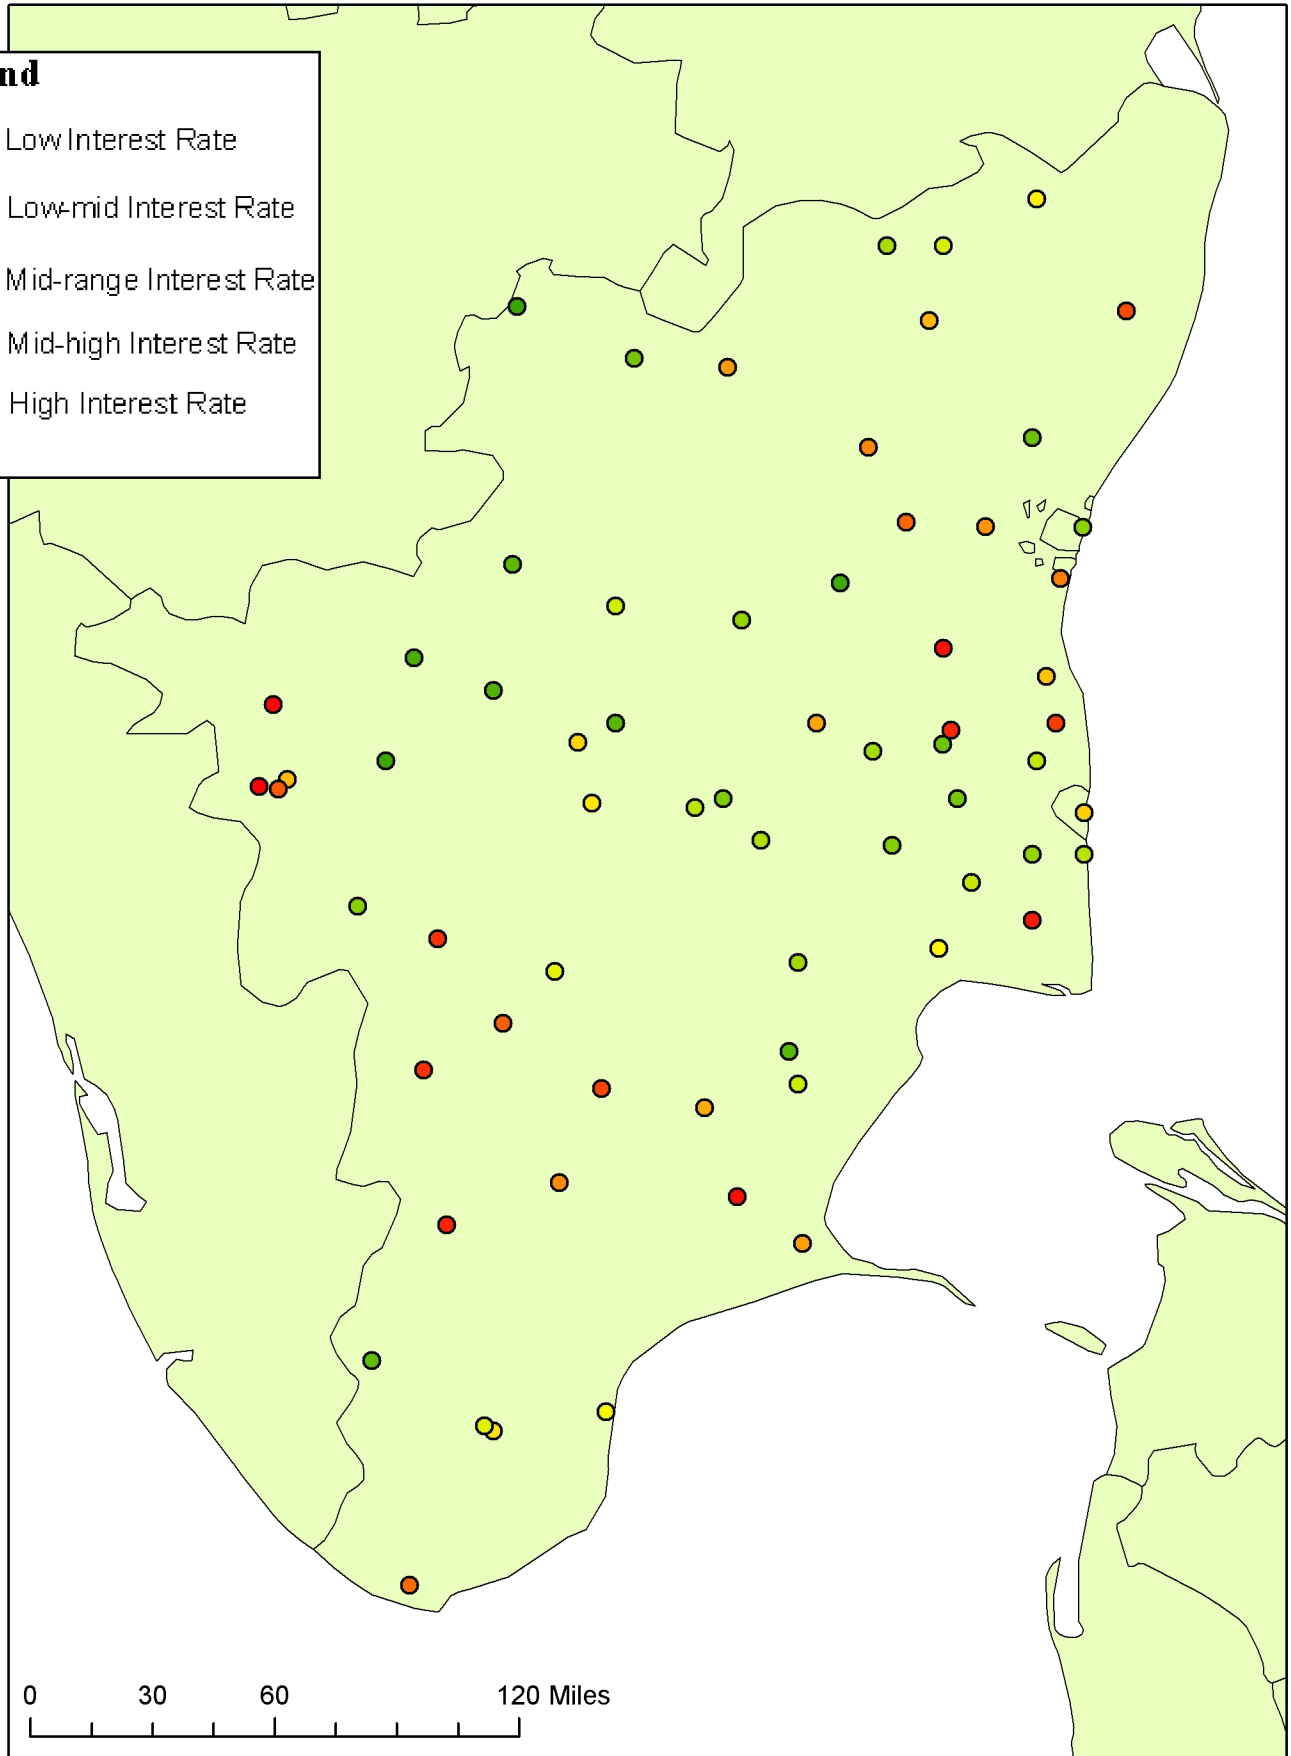 nd
Low Interest Rate
Low-mid Interest Rate
Mid-range Interest Rate
Mid-high Interest Rate
High Interest Rate
0 30 60 120 Miles